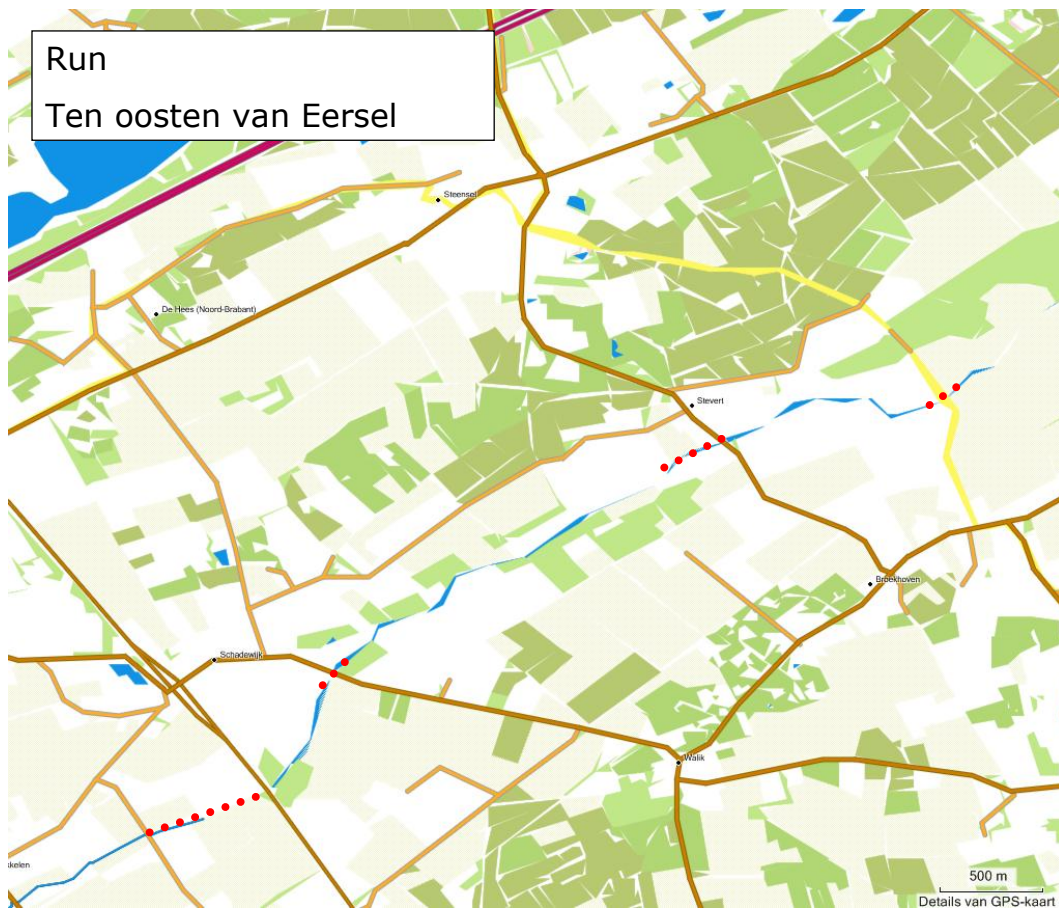 Run
Ten oosten van Eersel
Steensel
De Hees (Noord-Brabant)
Stevert
Broekhoven
Schadewijk
Walik
kkelen
500 m
Details van GPS-kaart